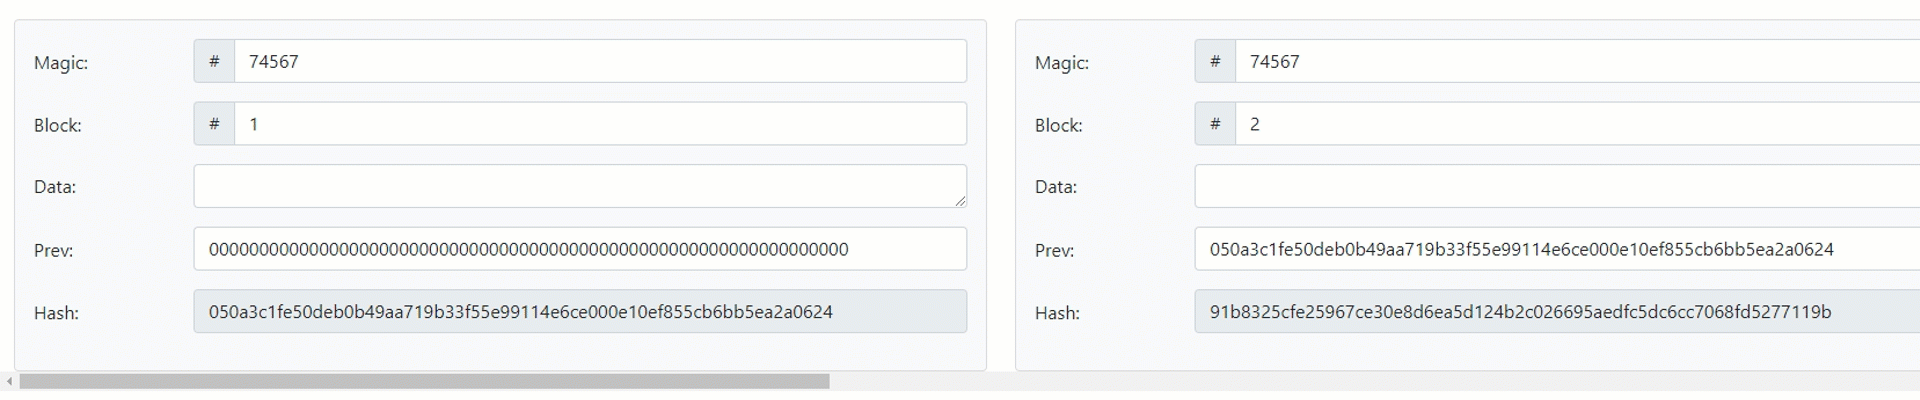 Magic: # 74567
Block: # 1
Data:
Prev: 0000000000000000000000000000000000000000000000000000000000000000
Hash: 050a3c1fe50deb0b49aa719b33f55e99114e6ce000e10ef855cb6bb5ea2a0624
Magic: # 74567
Block: # 2
Data:
Prev: 050a3c1fe50deb0b49aa719b33f55e99114e6ce000e10ef855cb6bb5ea2a0624
Hash: 91b8325cfe25967ce30e8d6ea5d124b2c026695aedfc5dc6cc7068fd5277119b